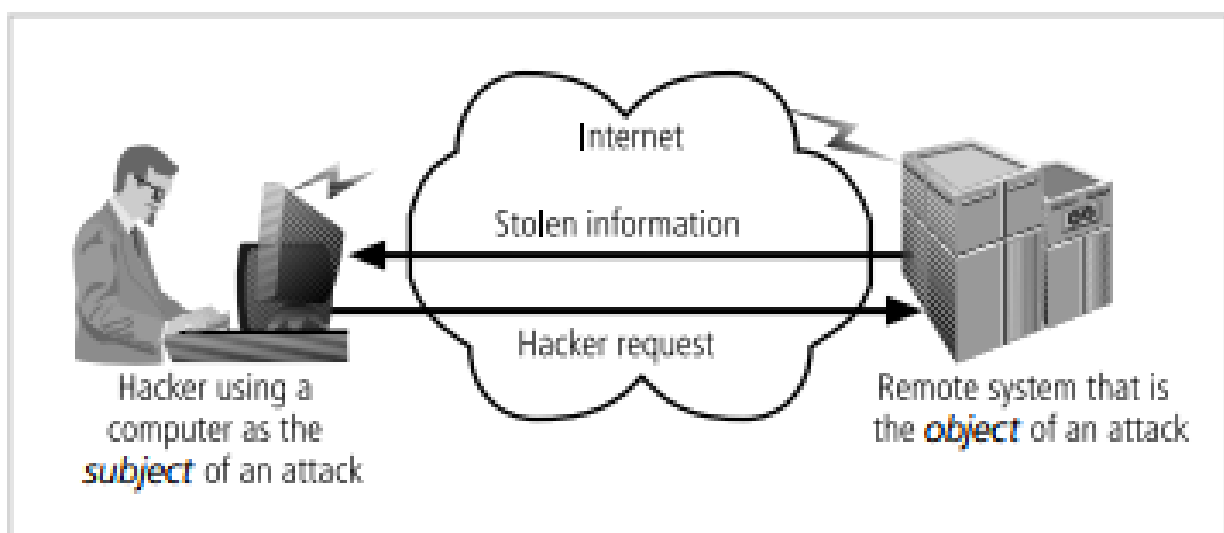 Internet
Stolen information
Hacker request
Hacker using a
computer as the
subject of an attack
Remote system that is
the object of an attack